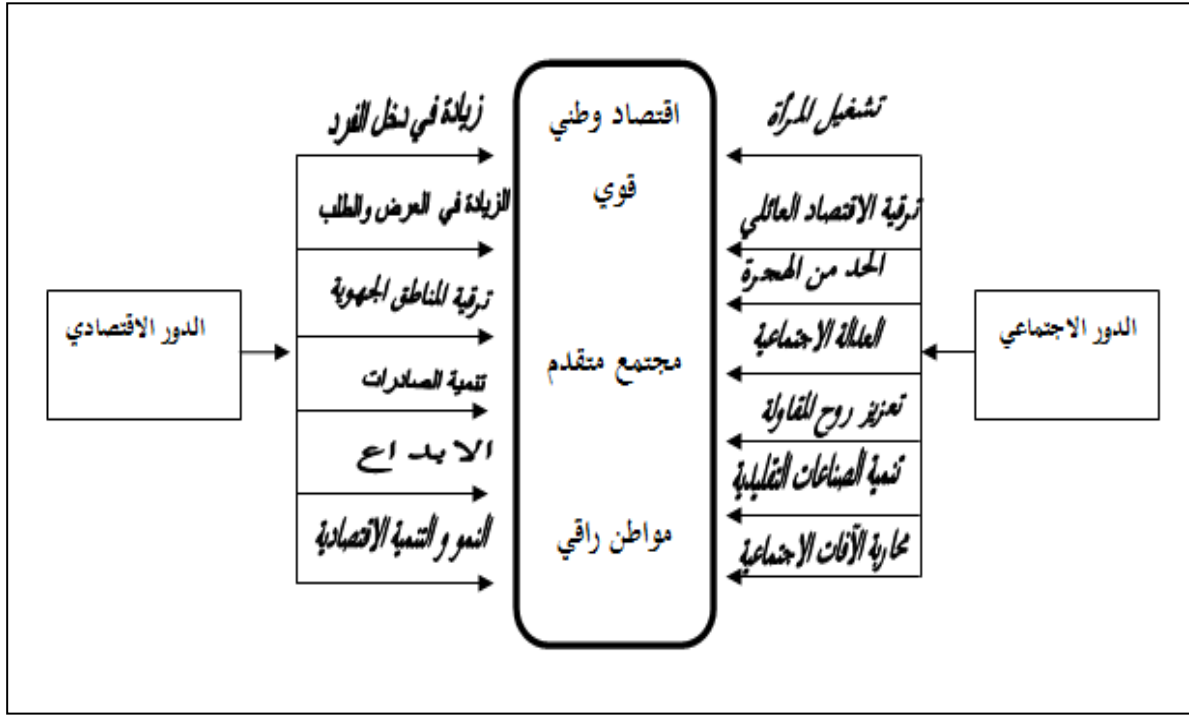 الدور الاجتماعي
تشغيل المرأة
ترقية الاقتصاد العائلي
الحد من الهجرة
العدالة الاجتماعية
تعزيز روح المقاولة
تنمية الصناعات التقليدية
محاربة الآفات الاجتماعية
اقتصاد وطني
قوي
مجتمع متقدم
مواطن راقي
زيادة في دخل الفرد
الزيادة في العرض والطلب
ترقية المناطق الجهوية
تنمية الصادرات
الابداع
النمو و التنمية الاقتصادية
الدور الاقتصادي